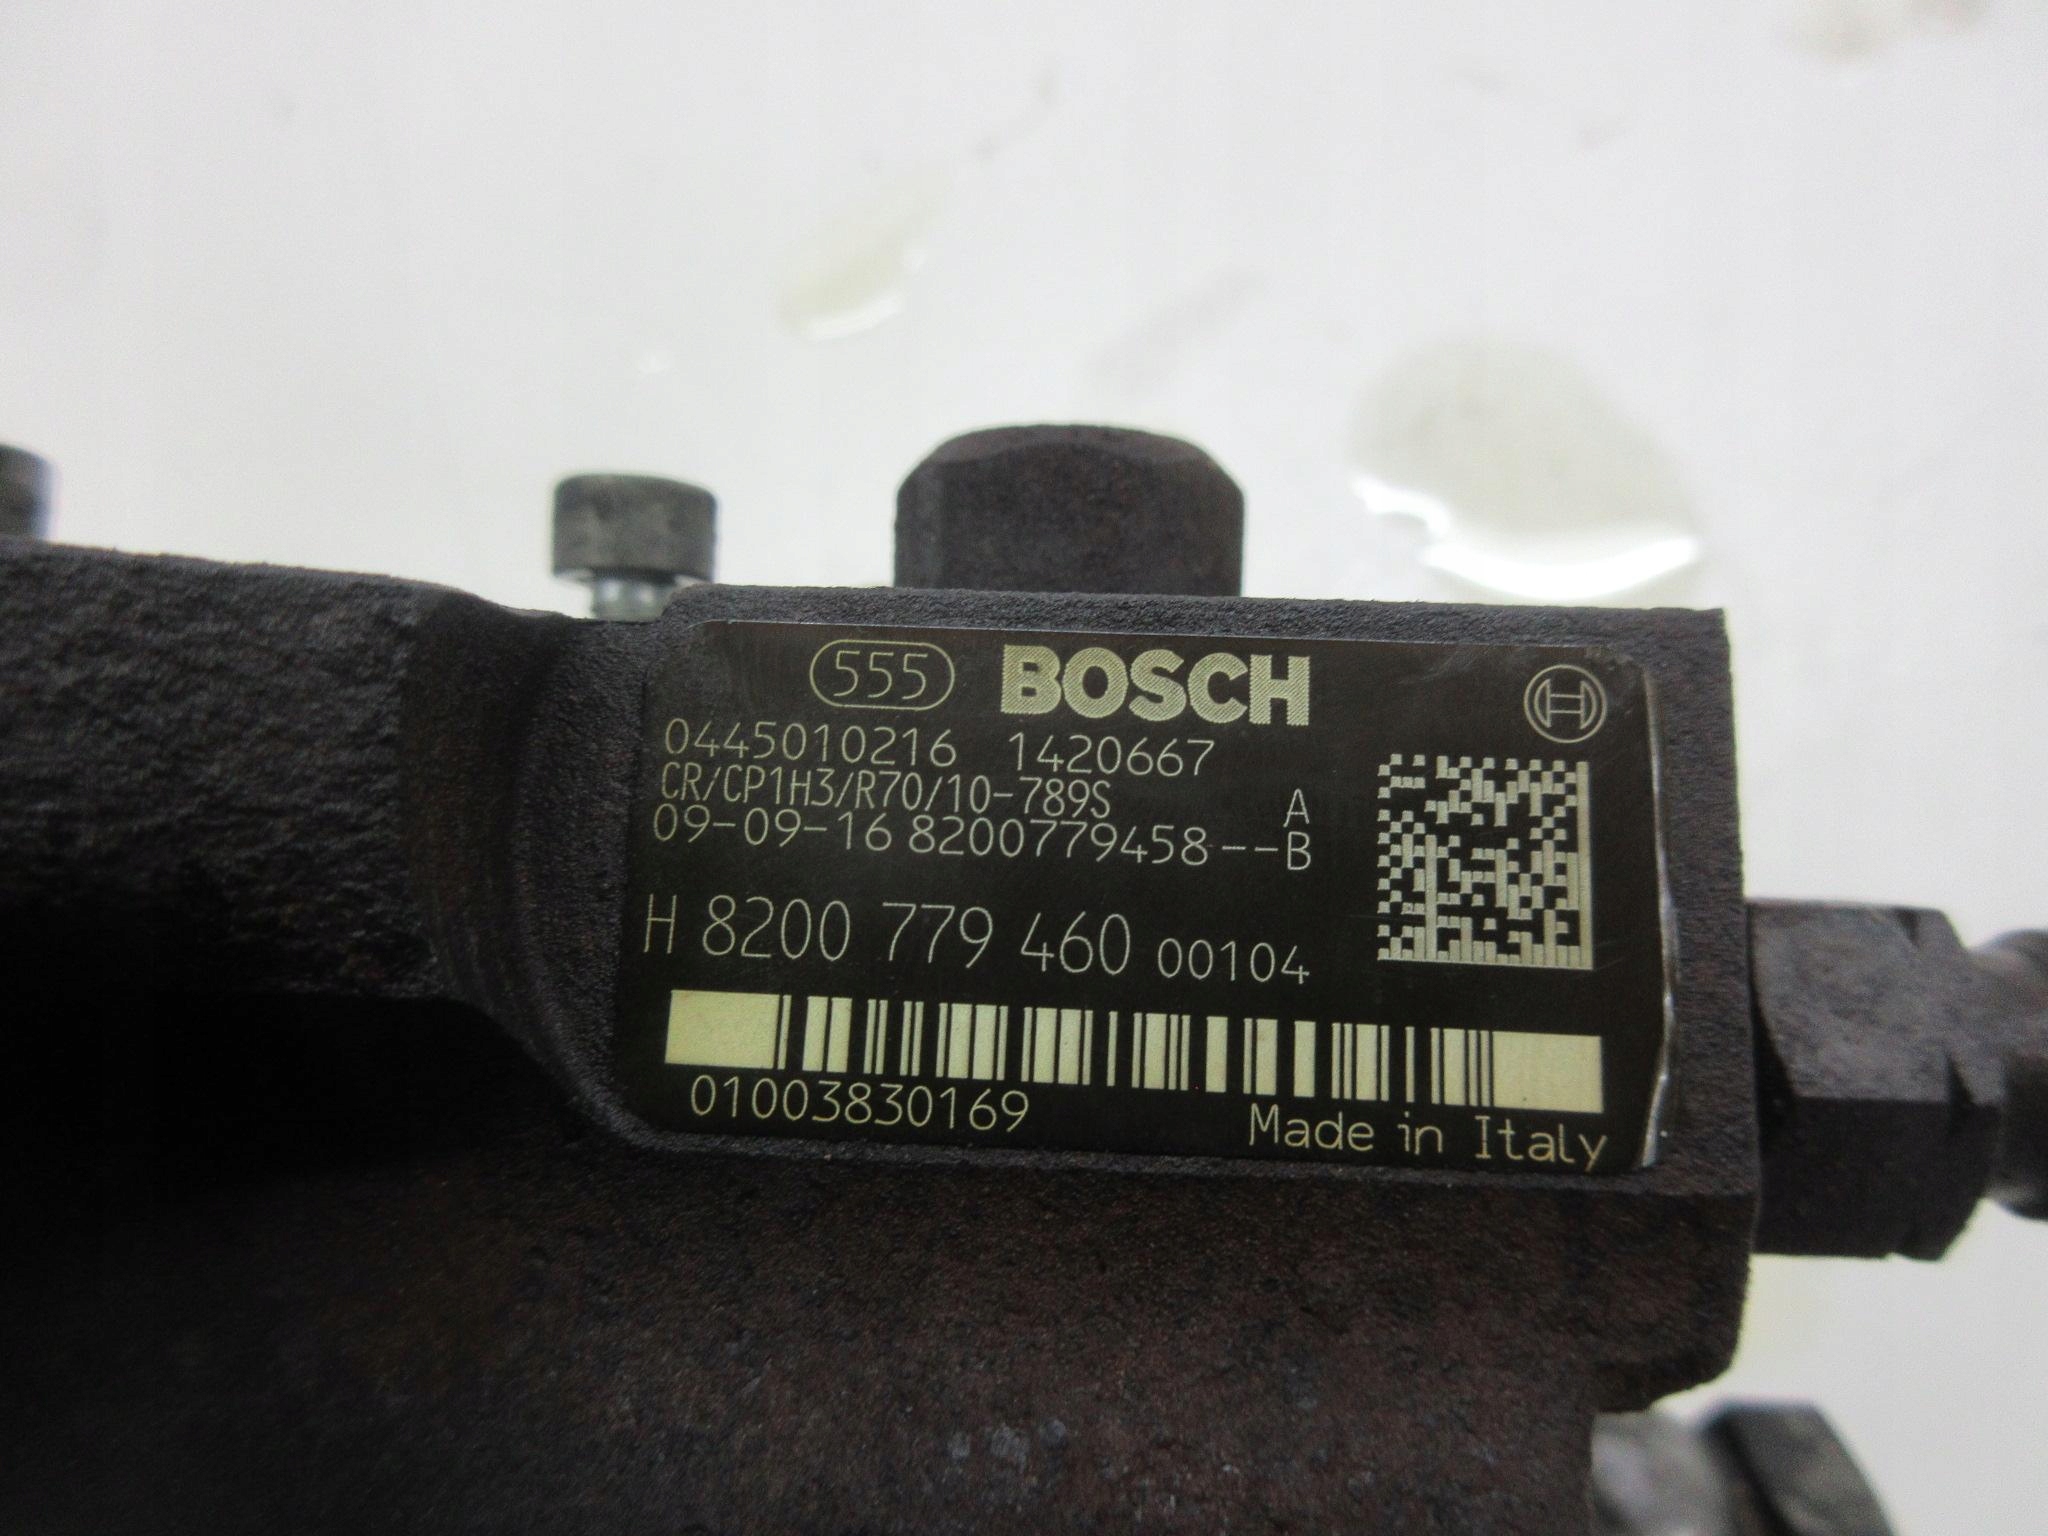 555 BOSCH
0445010216 1420667
CR/CP1H3/R70/10-789S A
09-09-16 8200779458--B
H 8200 779 460 00104
01003830169 Made in Italy